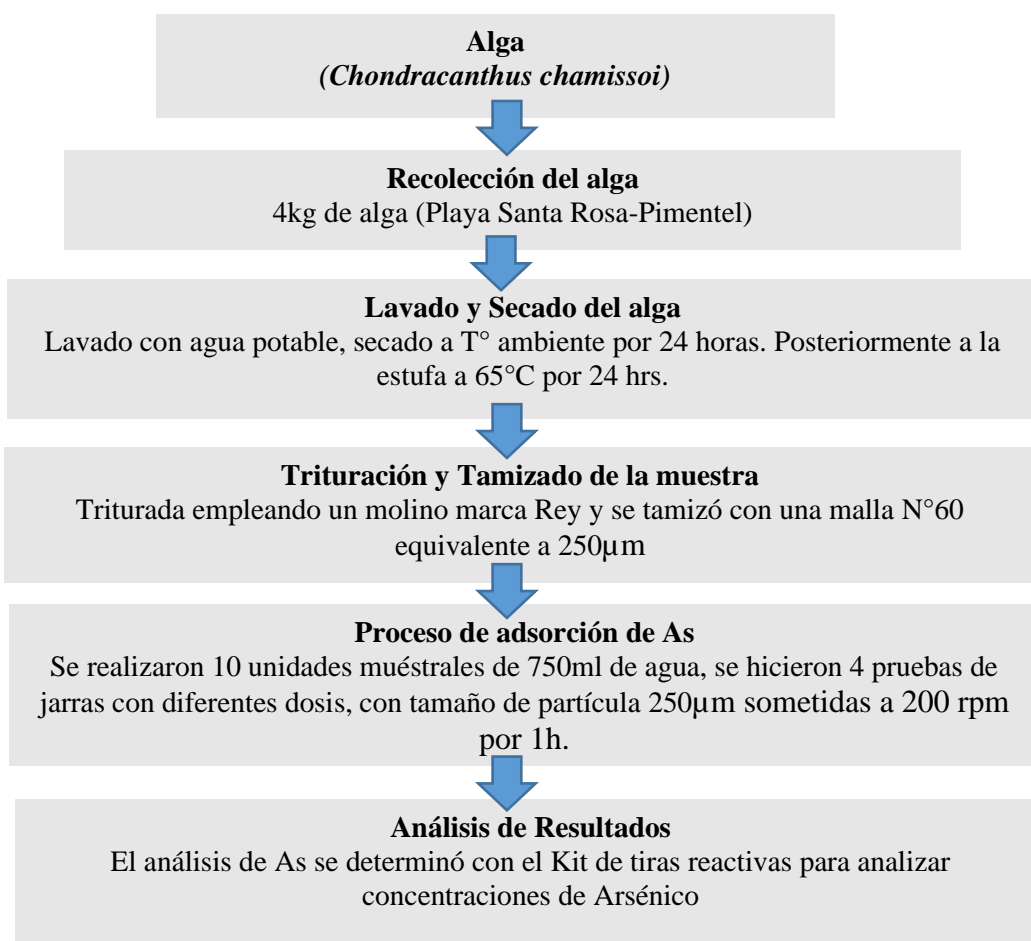 Alga
(Chondracanthus chamissoi)
Recolección del alga
4kg de alga (Playa Santa Rosa-Pimentel)
Lavado y Secado del alga
Lavado con agua potable, secado a T° ambiente por 24 horas. Posteriormente a la
estufa a 65°C por 24 hrs.
Trituración y Tamizado de la muestra
Triturada empleando un molino marca Rey y se tamizó con una malla N°60
equivalente a 250µm
Proceso de adsorción de As
Se realizaron 10 unidades muéstrales de 750ml de agua, se hicieron 4 pruebas de
jarras con diferentes dosis, con tamaño de partícula 250µm sometidas a 200 rpm
por 1h.
Análisis de Resultados
El análisis de As se determinó con el Kit de tiras reactivas para analizar
concentraciones de Arsénico